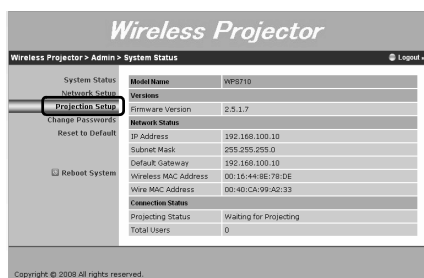 Wireless Projector
Wireless Projector > Admin > System Status
Logout
System Status
Network Setup
Projection Setup
Change Passwords
Reset to Default
Reboot System
Model Name WPS710
Versions
Firmware Version 2.5.1.7
Network Status
IP Address 192.168.100.10
Subnet Mask 255.255.255.0
Default Gateway 192.168.100.10
Wireless MAC Address 00:16:44:8E:78:DE
Wire MAC Address 00:40:CA:99:A2:33
Connection Status
Projecting Status Waiting for Projecting
Total Users 0
Copyright © 2008 All rights reserved.